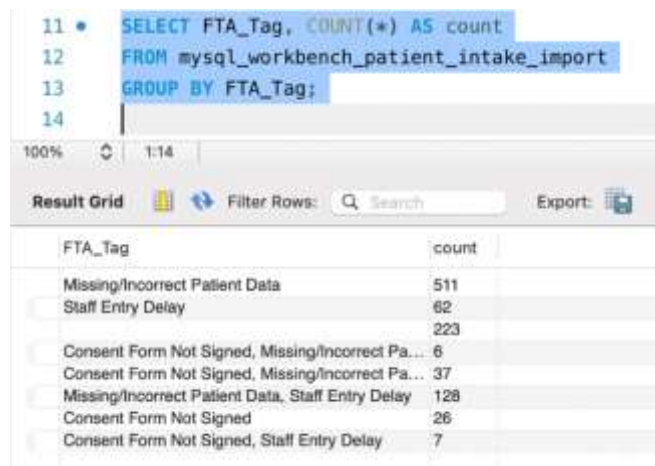 11 SELECT FTA_Tag, COUNT(*) AS count
12 FROM mysql_workbench_patient_intake_import
13 GROUP BY FTA_Tag;
14
100% 1:14
Result Grid Filter Rows: Search Export:
FTA_Tag count
Missing/Incorrect Patient Data 511
Staff Entry Delay 62
223
Consent Form Not Signed, Missing/Incorrect Pa... 6
Consent Form Not Signed, Missing/Incorrect Pa... 37
Missing/Incorrect Patient Data, Staff Entry Delay 128
Consent Form Not Signed 26
Consent Form Not Signed, Staff Entry Delay 7